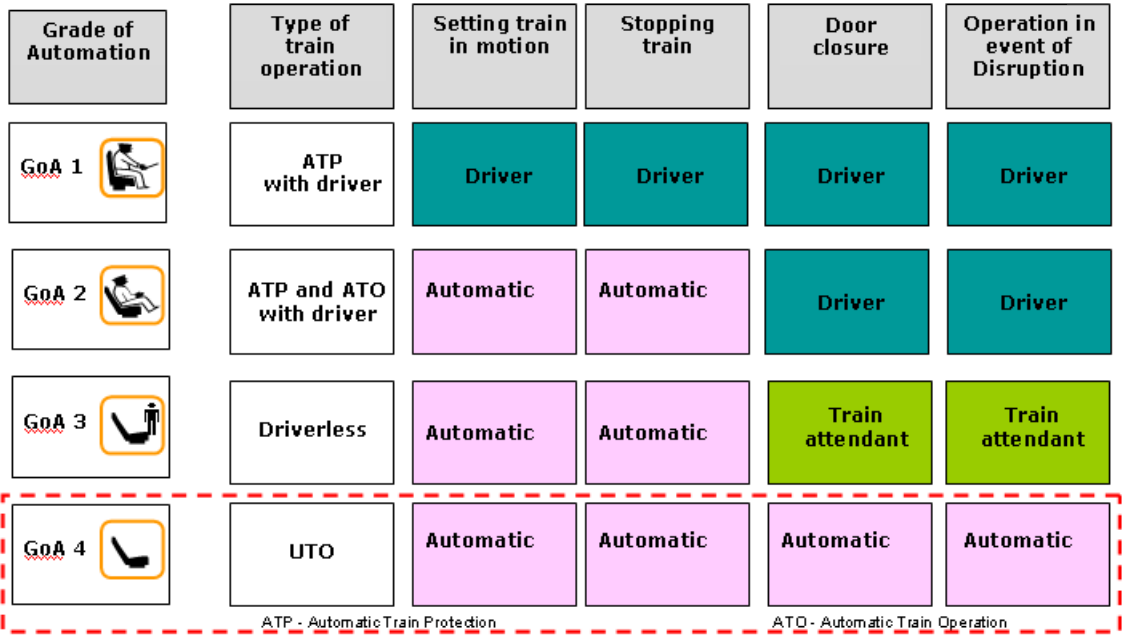 Grade of
Automation
Type of
train
operation
Setting train
in motion
Stopping
train
Door
closure
Operation in
event of
Disruption
GoA 1
ATP
with driver
Driver
Driver
Driver
Driver
GoA 2
ATP and ATO
with driver
Automatic
Automatic
Driver
Driver
GoA 3
Driverless
Automatic
Automatic
Train
attendant
Train
attendant
GoA 4
UTO
Automatic
Automatic
Automatic
Automatic
ATP - Automatic Train Protection
ATO - Automatic Train Operation